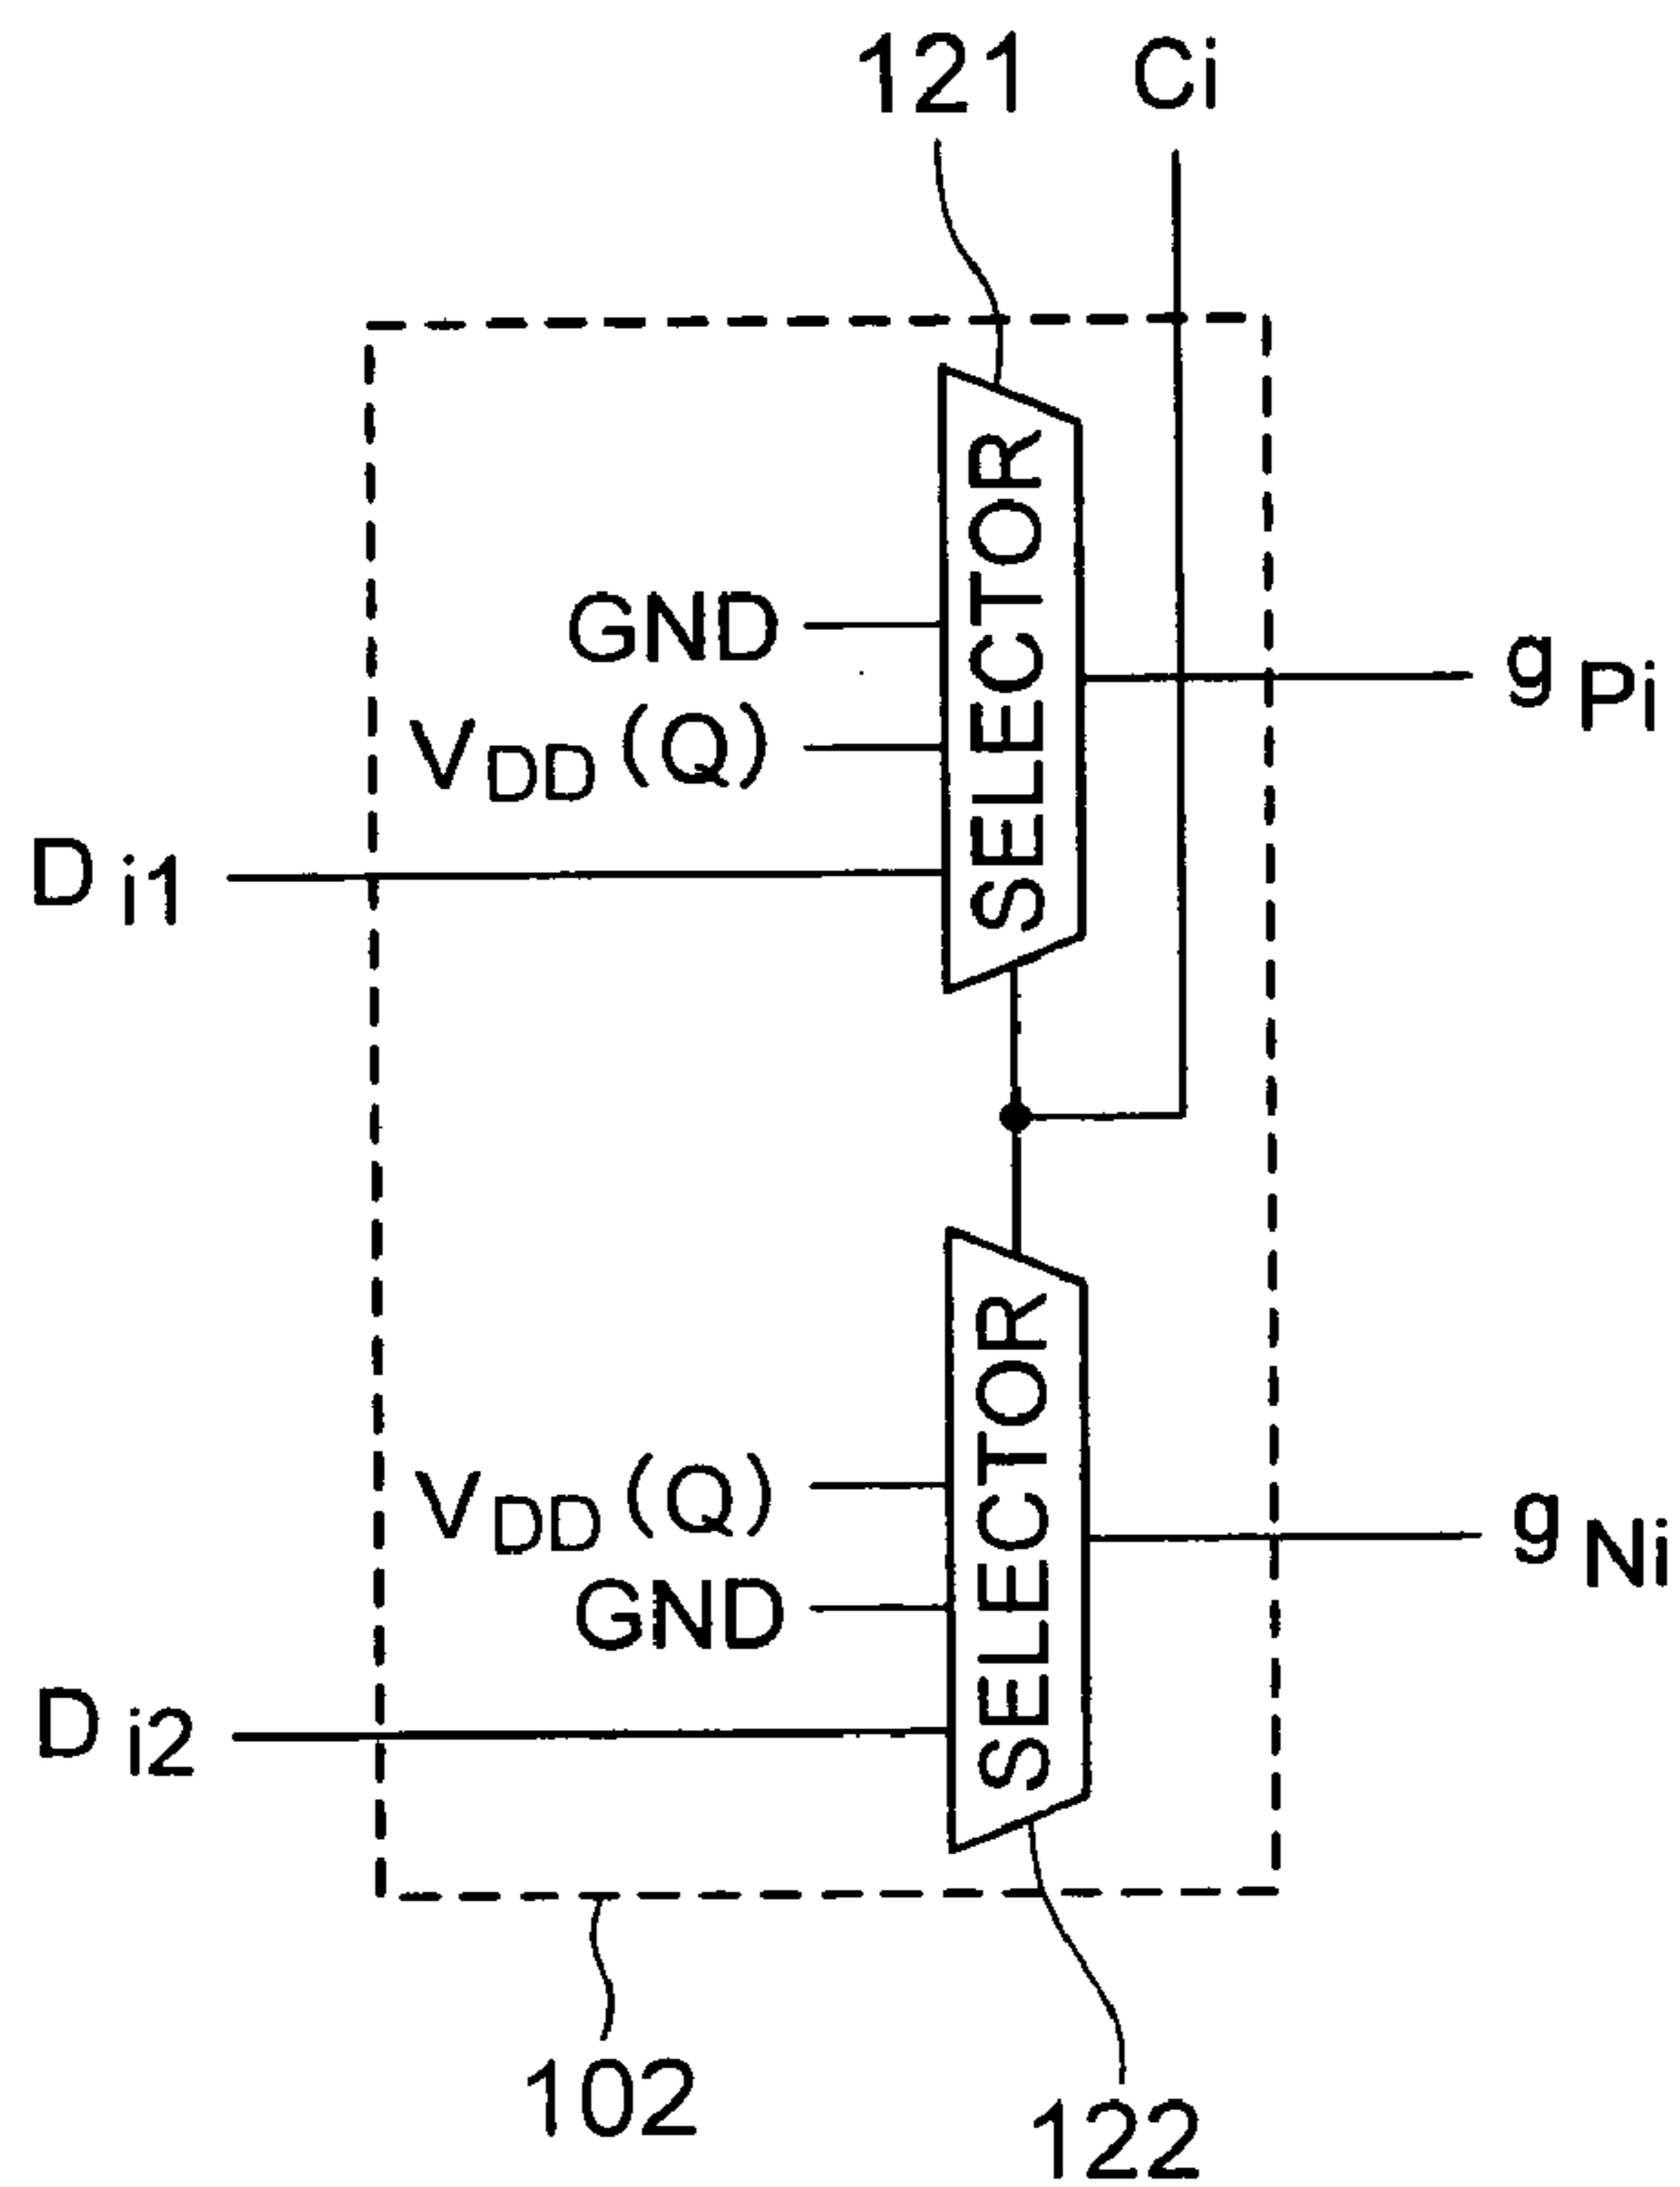 121 Ci
SELECTOR
GND
VDD (Q)
Di1
gPi
SELECTOR
VDD (Q)
GND
Di2
gNi
102
122